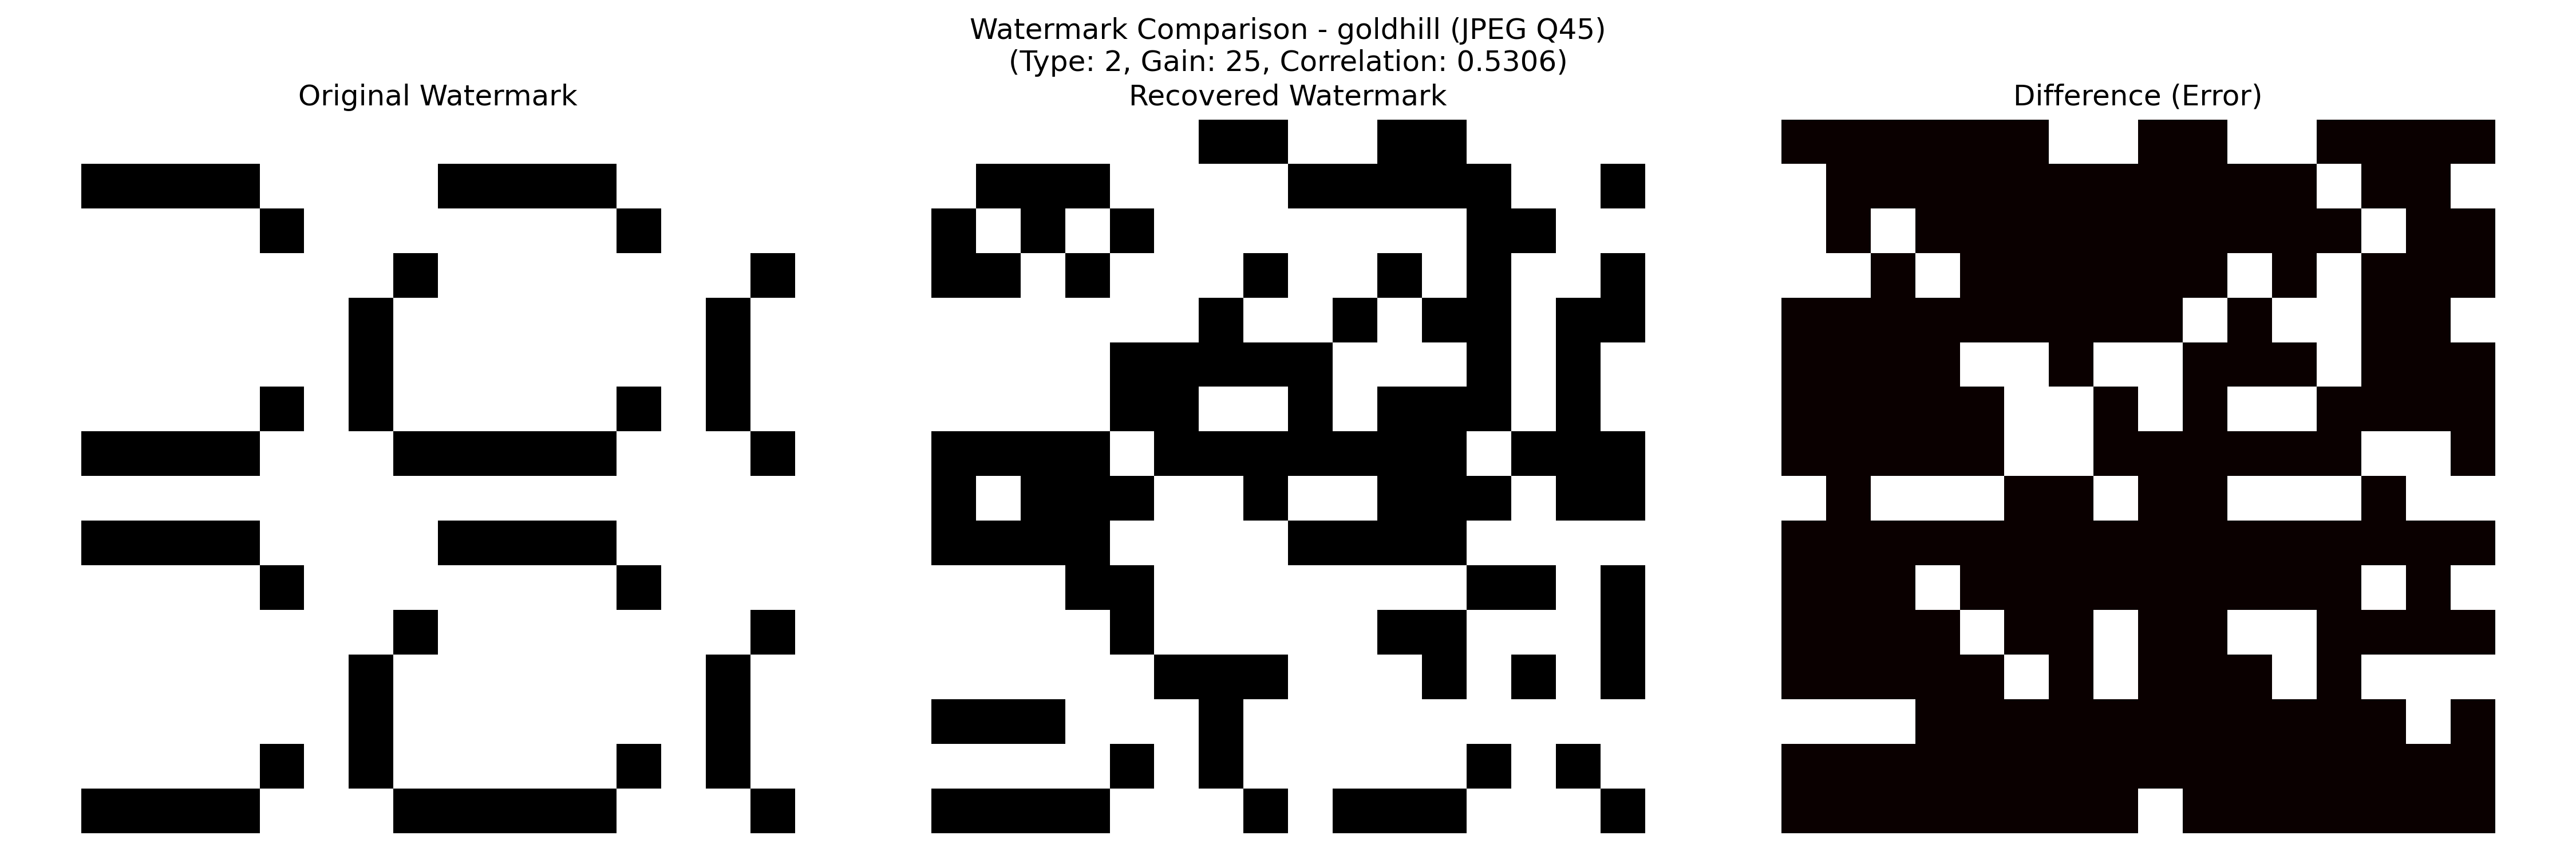 Watermark Comparison - goldhill (JPEG Q45)
(Type: 2, Gain: 25, Correlation: 0.5306)
Original Watermark
Recovered Watermark
Difference (Error)